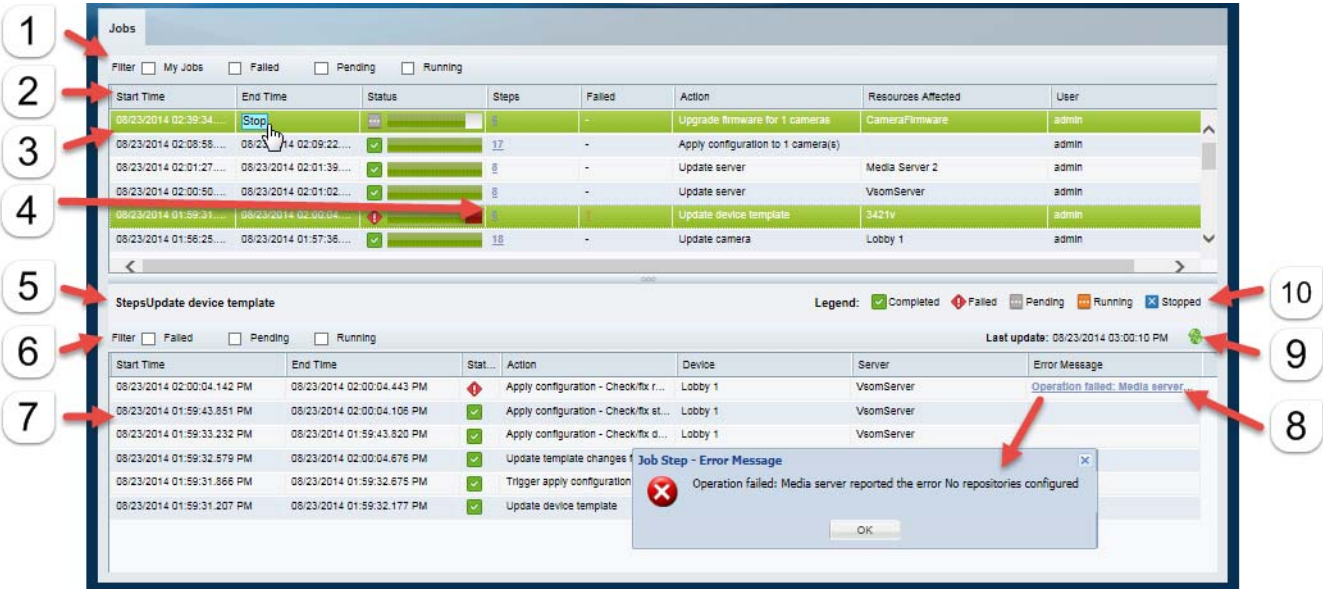 1
Jobs
Filter My Jobs Failed Pending Running
2
Start Time End Time Status Steps Failed Action Resources Affected User
3
08/23/2014 02:39:34.... Stop 6 - Upgrade firmware for 1 cameras CameraFirmware admin
08/23/2014 02:08:58.... 08/23/2014 02:09:22.... 17 - Apply configuration to 1 camera(s) admin
08/23/2014 02:01:27.... 08/23/2014 02:01:39.... 8 - Update server Media Server 2 admin
4
08/23/2014 02:00:50.... 08/23/2014 02:01:02.... 8 - Update server VsomServer admin
08/23/2014 01:59:31.... 08/23/2014 02:00:04.... 6 1 Update device template 3421v admin
08/23/2014 01:56:25.... 08/23/2014 01:57:36.... 18 - Update camera Lobby 1 admin
5
StepsUpdate device template Legend: Completed Failed Pending Running Stopped
10
6
Filter Failed Pending Running Last update: 08/23/2014 03:00:10 PM
9
Start Time End Time Stat... Action Device Server Error Message
08/23/2014 02:00:04.142 PM 08/23/2014 02:00:04.443 PM Apply configuration - Check/fix r... Lobby 1 VsomServer Operation failed: Media server...
7
08/23/2014 01:59:43.851 PM 08/23/2014 02:00:04.106 PM Apply configuration - Check/fix st... Lobby 1 VsomServer
8
08/23/2014 01:59:33.232 PM 08/23/2014 01:59:43.820 PM Apply configuration - Check/fix d... Lobby 1 VsomServer
08/23/2014 01:59:32.579 PM 08/23/2014 02:00:04.676 PM Update template changes f
08/23/2014 01:59:31.866 PM 08/23/2014 01:59:32.675 PM Trigger apply configuration
08/23/2014 01:59:31.207 PM 08/23/2014 01:59:32.177 PM Update device template
Job Step - Error Message
Operation failed: Media server reported the error No repositories configured
OK